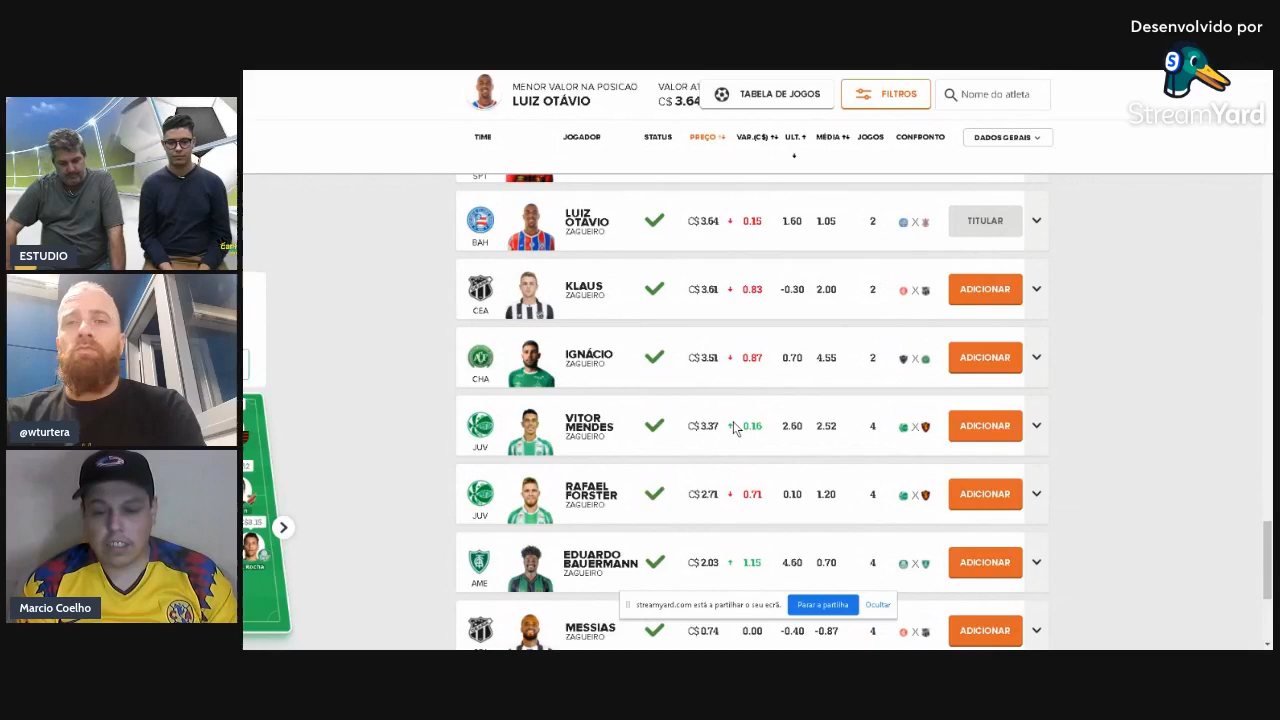 Desenvolvido por
StreamYard
MENOR VALOR NA POSICAO
LUIZ OTÁVIO
VALOR AT
C$ 3.64
TABELA DE JOGOS
FILTROS
Nome do atleta
TIME JOGADOR STATUS PREÇO VAR.(C$) ULT. MÉDIA JOGOS CONFRONTO DADOS GERAIS
SPT
BAH LUIZ OTÁVIO ZAGUEIRO C$ 3.64 0.15 1.60 1.05 2 X TITULAR
CEA KLAUS ZAGUEIRO C$ 3.61 0.83 -0.30 2.00 2 X ADICIONAR
CHA IGNÁCIO ZAGUEIRO C$ 3.51 0.87 0.70 4.55 2 X ADICIONAR
JUV VITOR MENDES ZAGUEIRO C$ 3.37 0.16 2.60 2.52 4 X ADICIONAR
JUV RAFAEL FORSTER ZAGUEIRO C$ 2.71 0.71 0.10 1.20 4 X ADICIONAR
AME EDUARDO BAUERMANN ZAGUEIRO C$ 2.03 1.15 4.60 0.70 4 X ADICIONAR
MESSIAS C$ 0.74 0.00 -0.40 -0.87 4 X ADICIONAR
streamyard.com está a partilhar o seu ecrã. Parar a partilha Ocultar
ESTUDIO
@wturtera
Marcio Coelho
Rocha